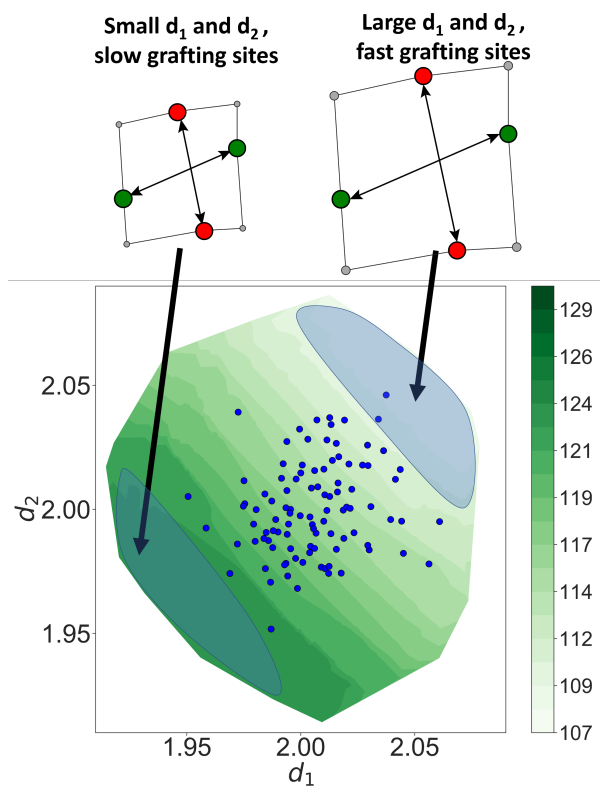 Small d₁ and d₂,
slow grafting sites
Large d₁ and d₂,
fast grafting sites
129
126
124
121
119
117
114
112
109
107
2.05
2.00
1.95
d₂
1.95
2.00
2.05
d₁